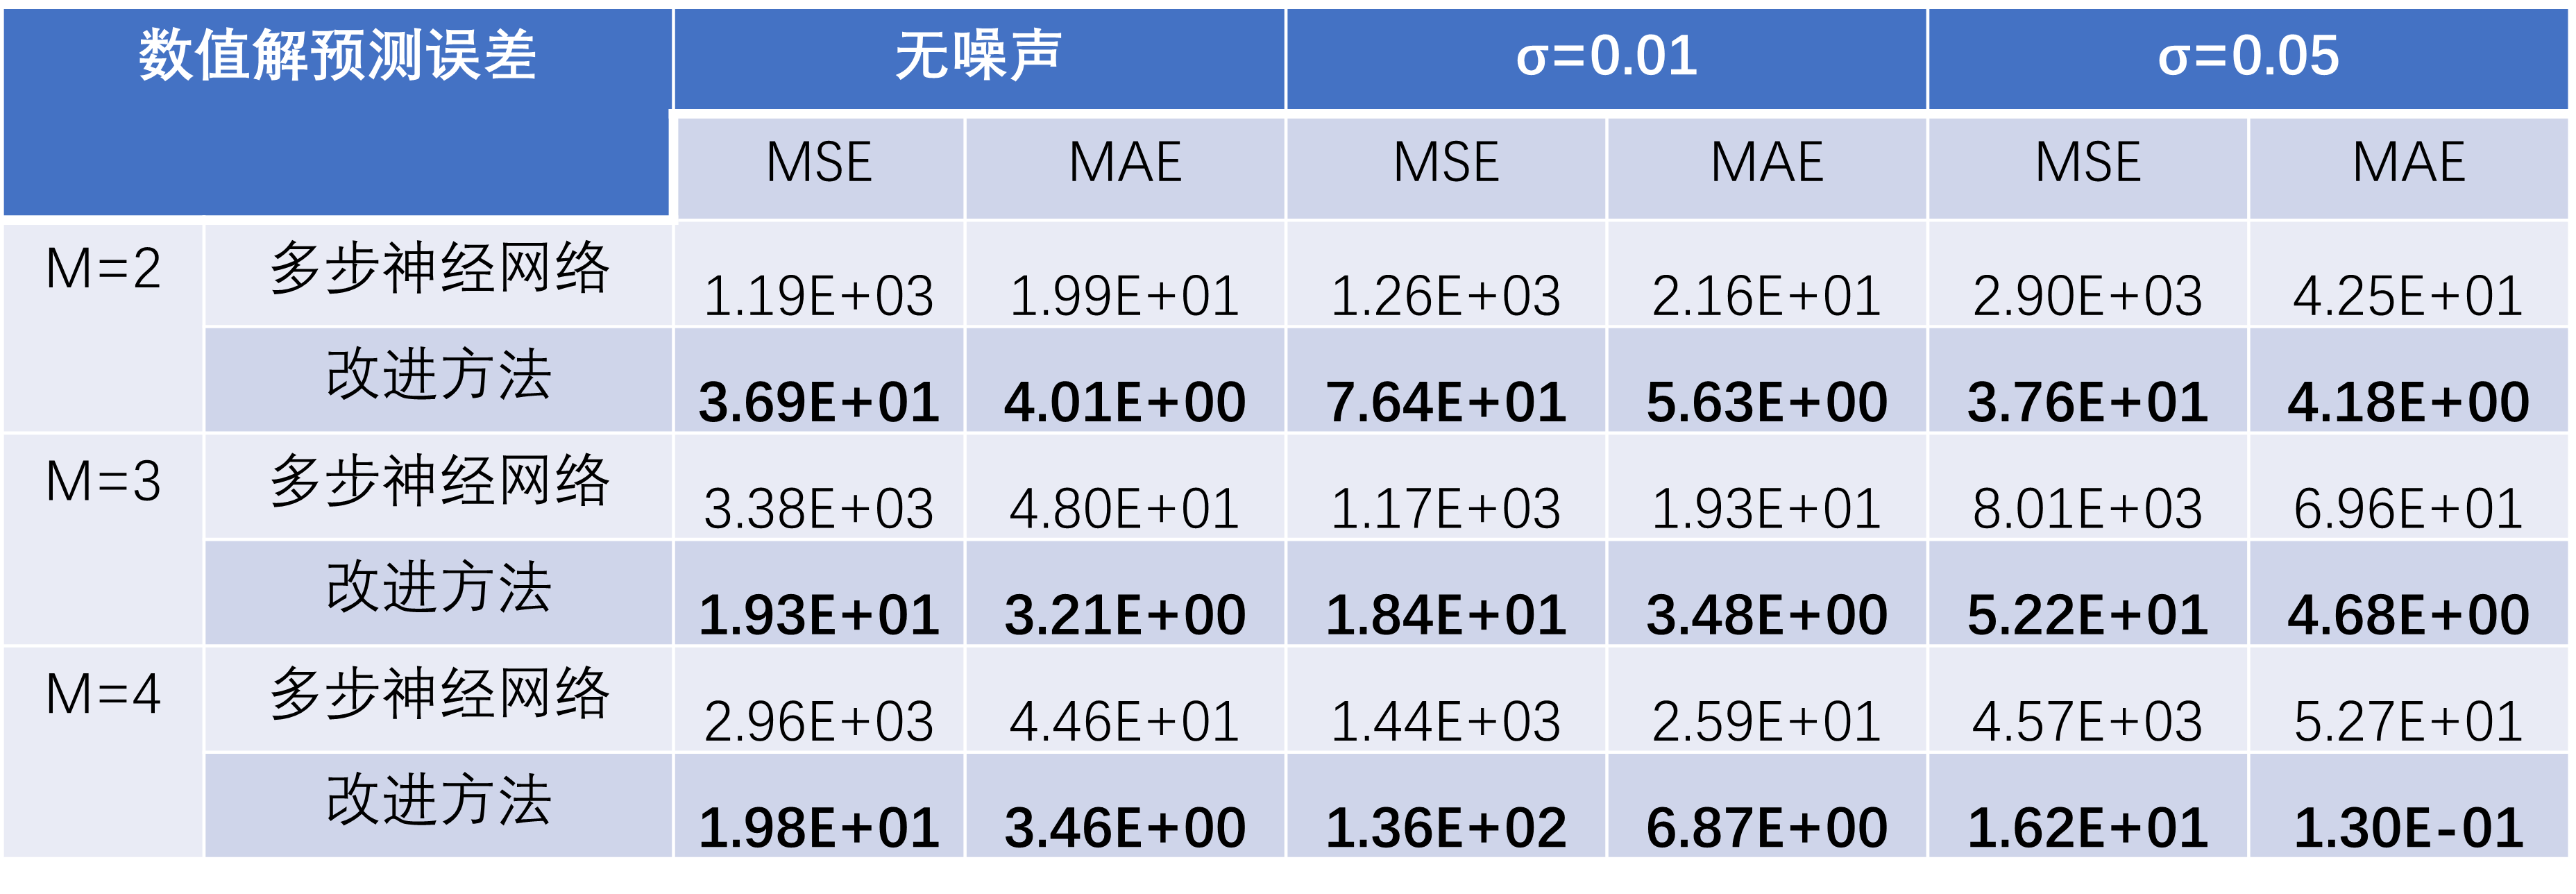 数值解预测误差 无噪声 σ=0.01 σ=0.05
MSE MAE MSE MAE MSE MAE
M=2 多步神经网络 1.19E+03 1.99E+01 1.26E+03 2.16E+01 2.90E+03 4.25E+01
改进方法 3.69E+01 4.01E+00 7.64E+01 5.63E+00 3.76E+01 4.18E+00
M=3 多步神经网络 3.38E+03 4.80E+01 1.17E+03 1.93E+01 8.01E+03 6.96E+01
改进方法 1.93E+01 3.21E+00 1.84E+01 3.48E+00 5.22E+01 4.68E+00
M=4 多步神经网络 2.96E+03 4.46E+01 1.44E+03 2.59E+01 4.57E+03 5.27E+01
改进方法 1.98E+01 3.46E+00 1.36E+02 6.87E+00 1.62E+01 1.30E-01